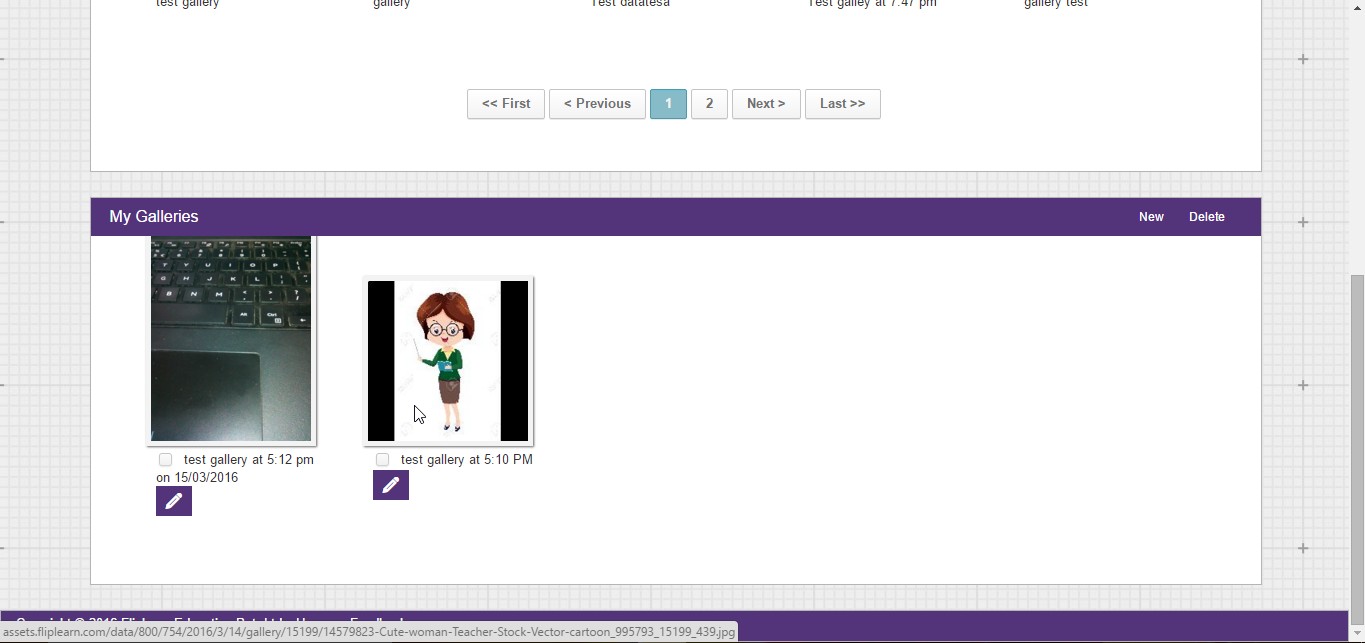 test gallery
gallery
Test datatesa
Test galley at 7.47 pm
gallery test
<< First
< Previous
1
2
Next >
Last >>
My Galleries
New
Delete
test gallery at 5:12 pm
on 15/03/2016
test gallery at 5:10 PM
assets.fliplearn.com/data/800/754/2016/3/14/gallery/15199/14579823-Cute-woman-Teacher-Stock-Vector-cartoon_995793_15199_439.jpg